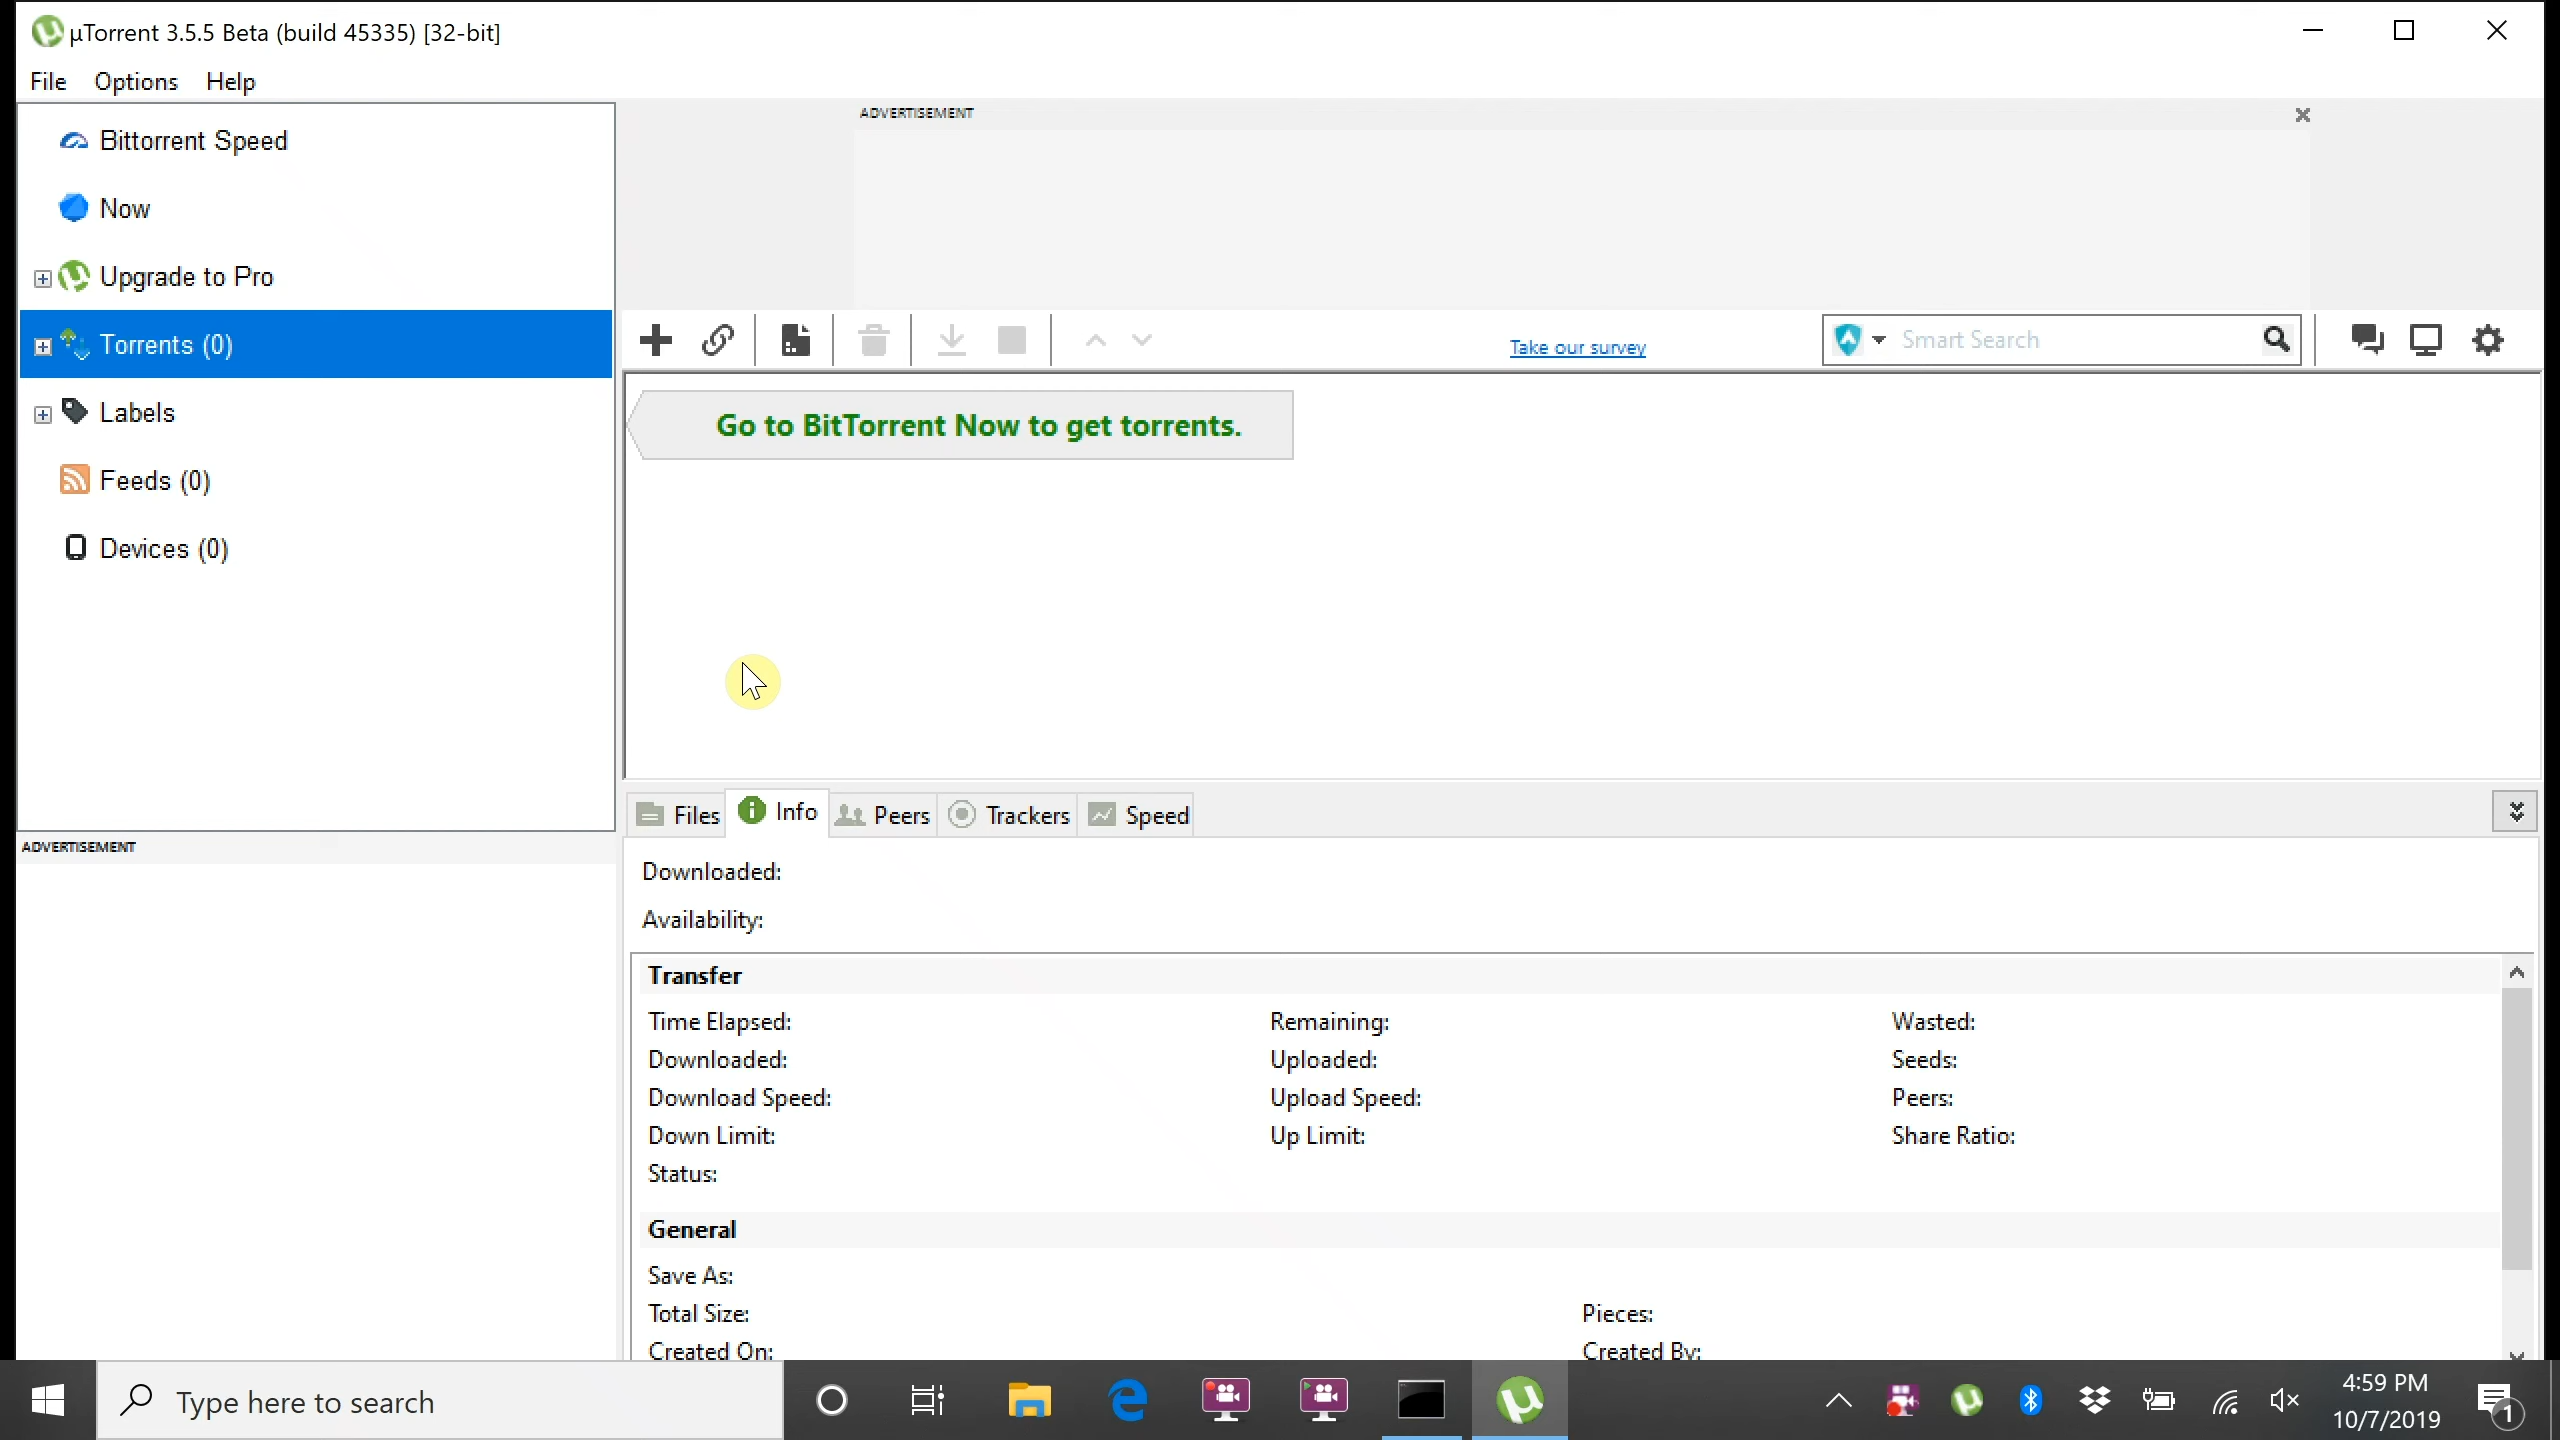 µTorrent 3.5.5 Beta (build 45335) [32-bit]
File Options Help
Bittorrent Speed
Now
Upgrade to Pro
Torrents (0)
Labels
Feeds (0)
Devices (0)
ADVERTISEMENT
ADVERTISEMENT
Take our survey
Smart Search
Go to BitTorrent Now to get torrents.
Files Info Peers Trackers Speed
Downloaded:
Availability:
Transfer
Time Elapsed: Remaining: Wasted:
Downloaded: Uploaded: Seeds:
Download Speed: Upload Speed: Peers:
Down Limit: Up Limit: Share Ratio:
Status:
General
Save As:
Total Size: Pieces:
Created On: Created By:
Type here to search
4:59 PM
10/7/2019
1